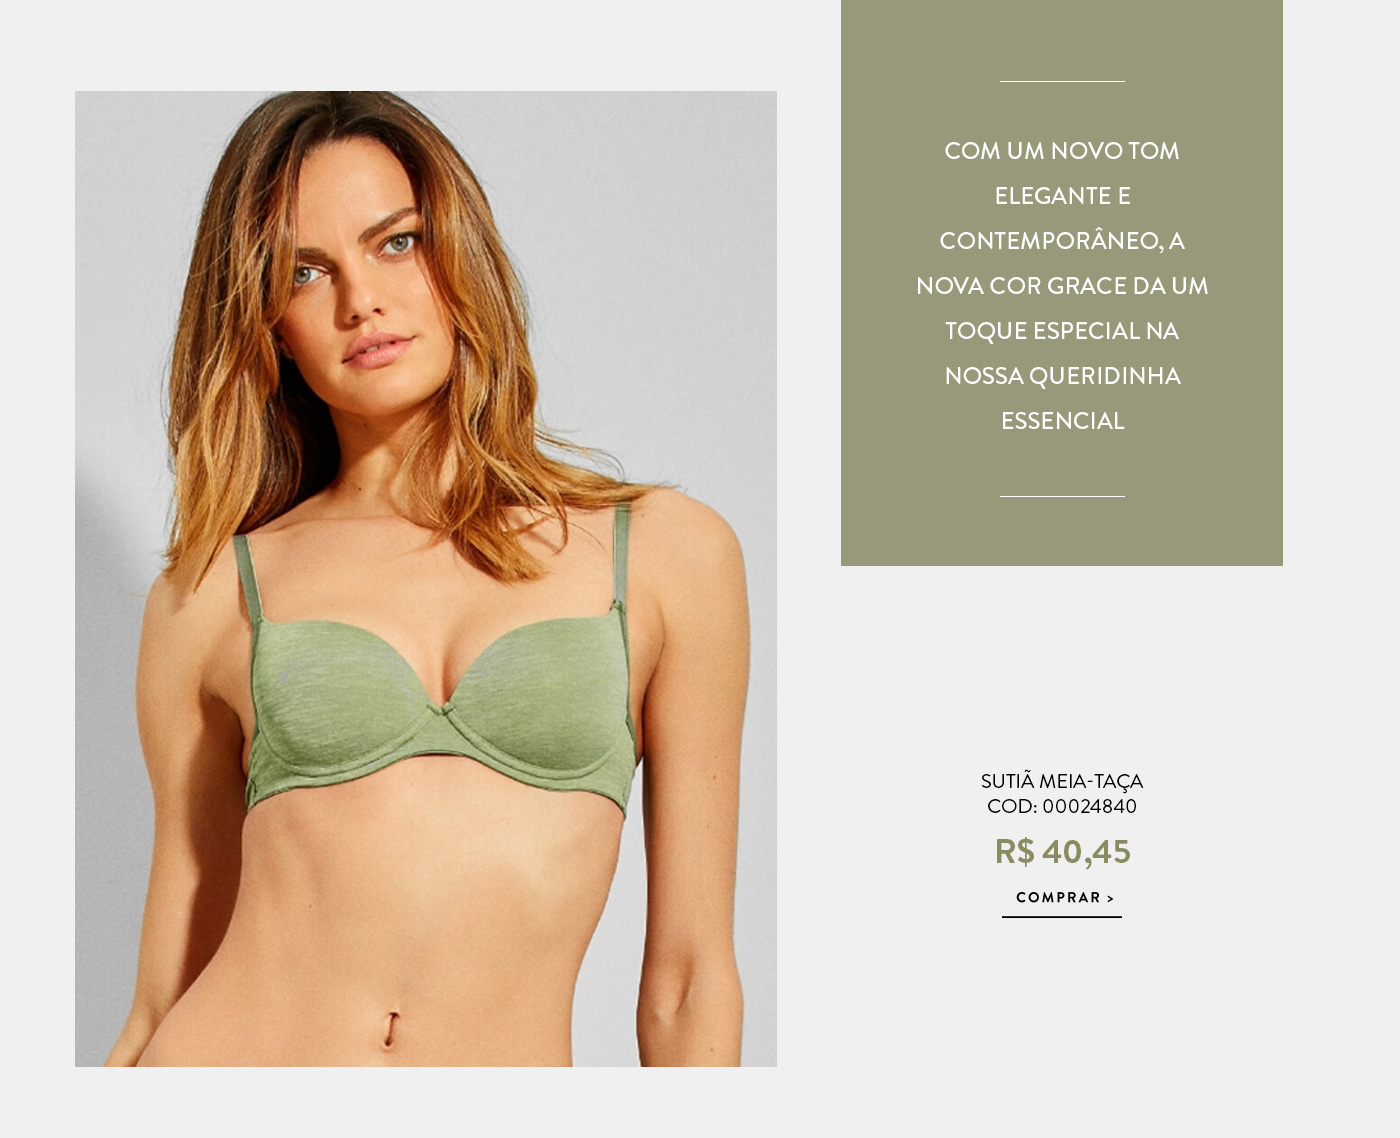 COM UM NOVO TOM
ELEGANTE E
CONTEMPORÂNEO, A
NOVA COR GRACE DA UM
TOQUE ESPECIAL NA
NOSSA QUERIDINHA
ESSENCIAL
SUTIÃ MEIA-TAÇA
COD: 00024840
R$ 40,45
COMPRAR >